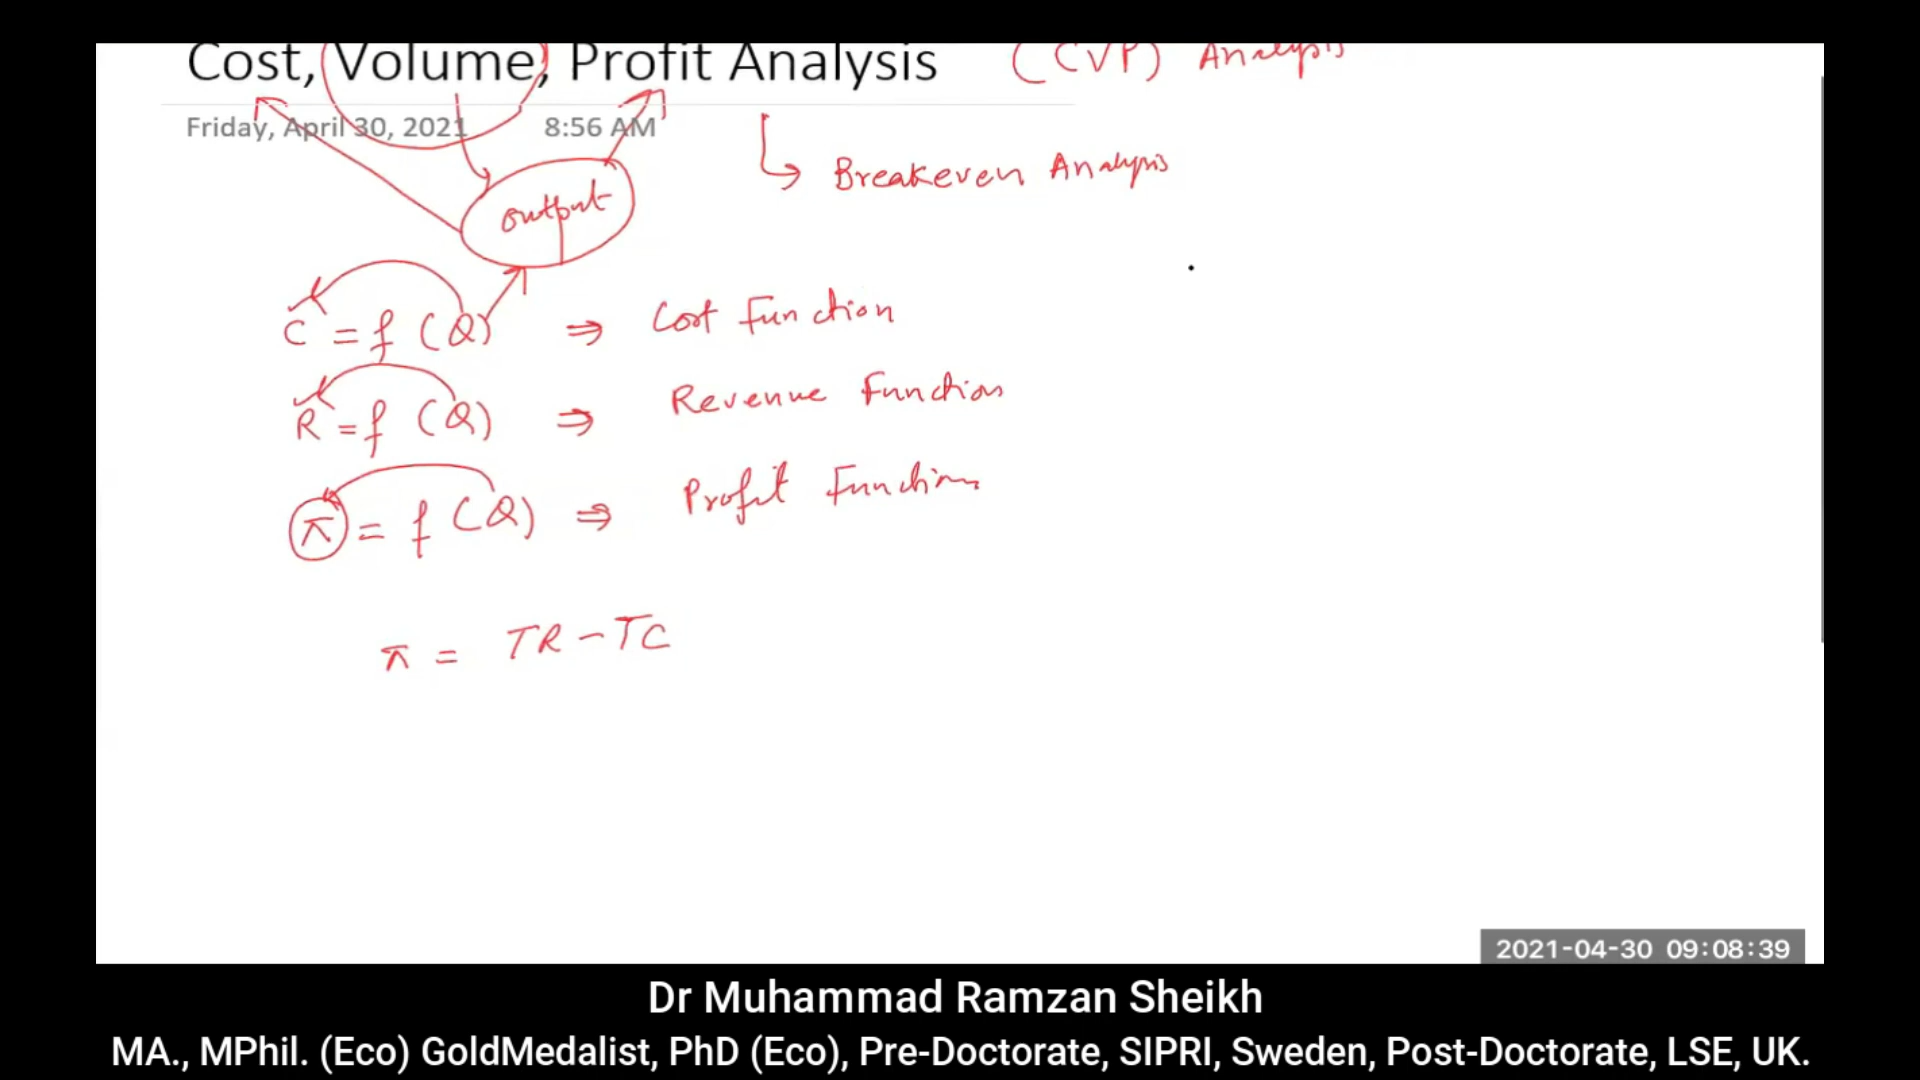 Cost, Volume, Profit Analysis (CVP) Analysis
Friday, April 30, 2021 8:56 AM
Breakeven Analysis
output
C = f (Q) ⇒ Cost Function
R = f (Q) ⇒ Revenue Function
π = f (Q) ⇒ Profit Function
π = TR - TC
2021-04-30 09:08:39
Dr Muhammad Ramzan Sheikh
MA., MPhil. (Eco) GoldMedalist, PhD (Eco), Pre-Doctorate, SIPRI, Sweden, Post-Doctorate, LSE, UK.